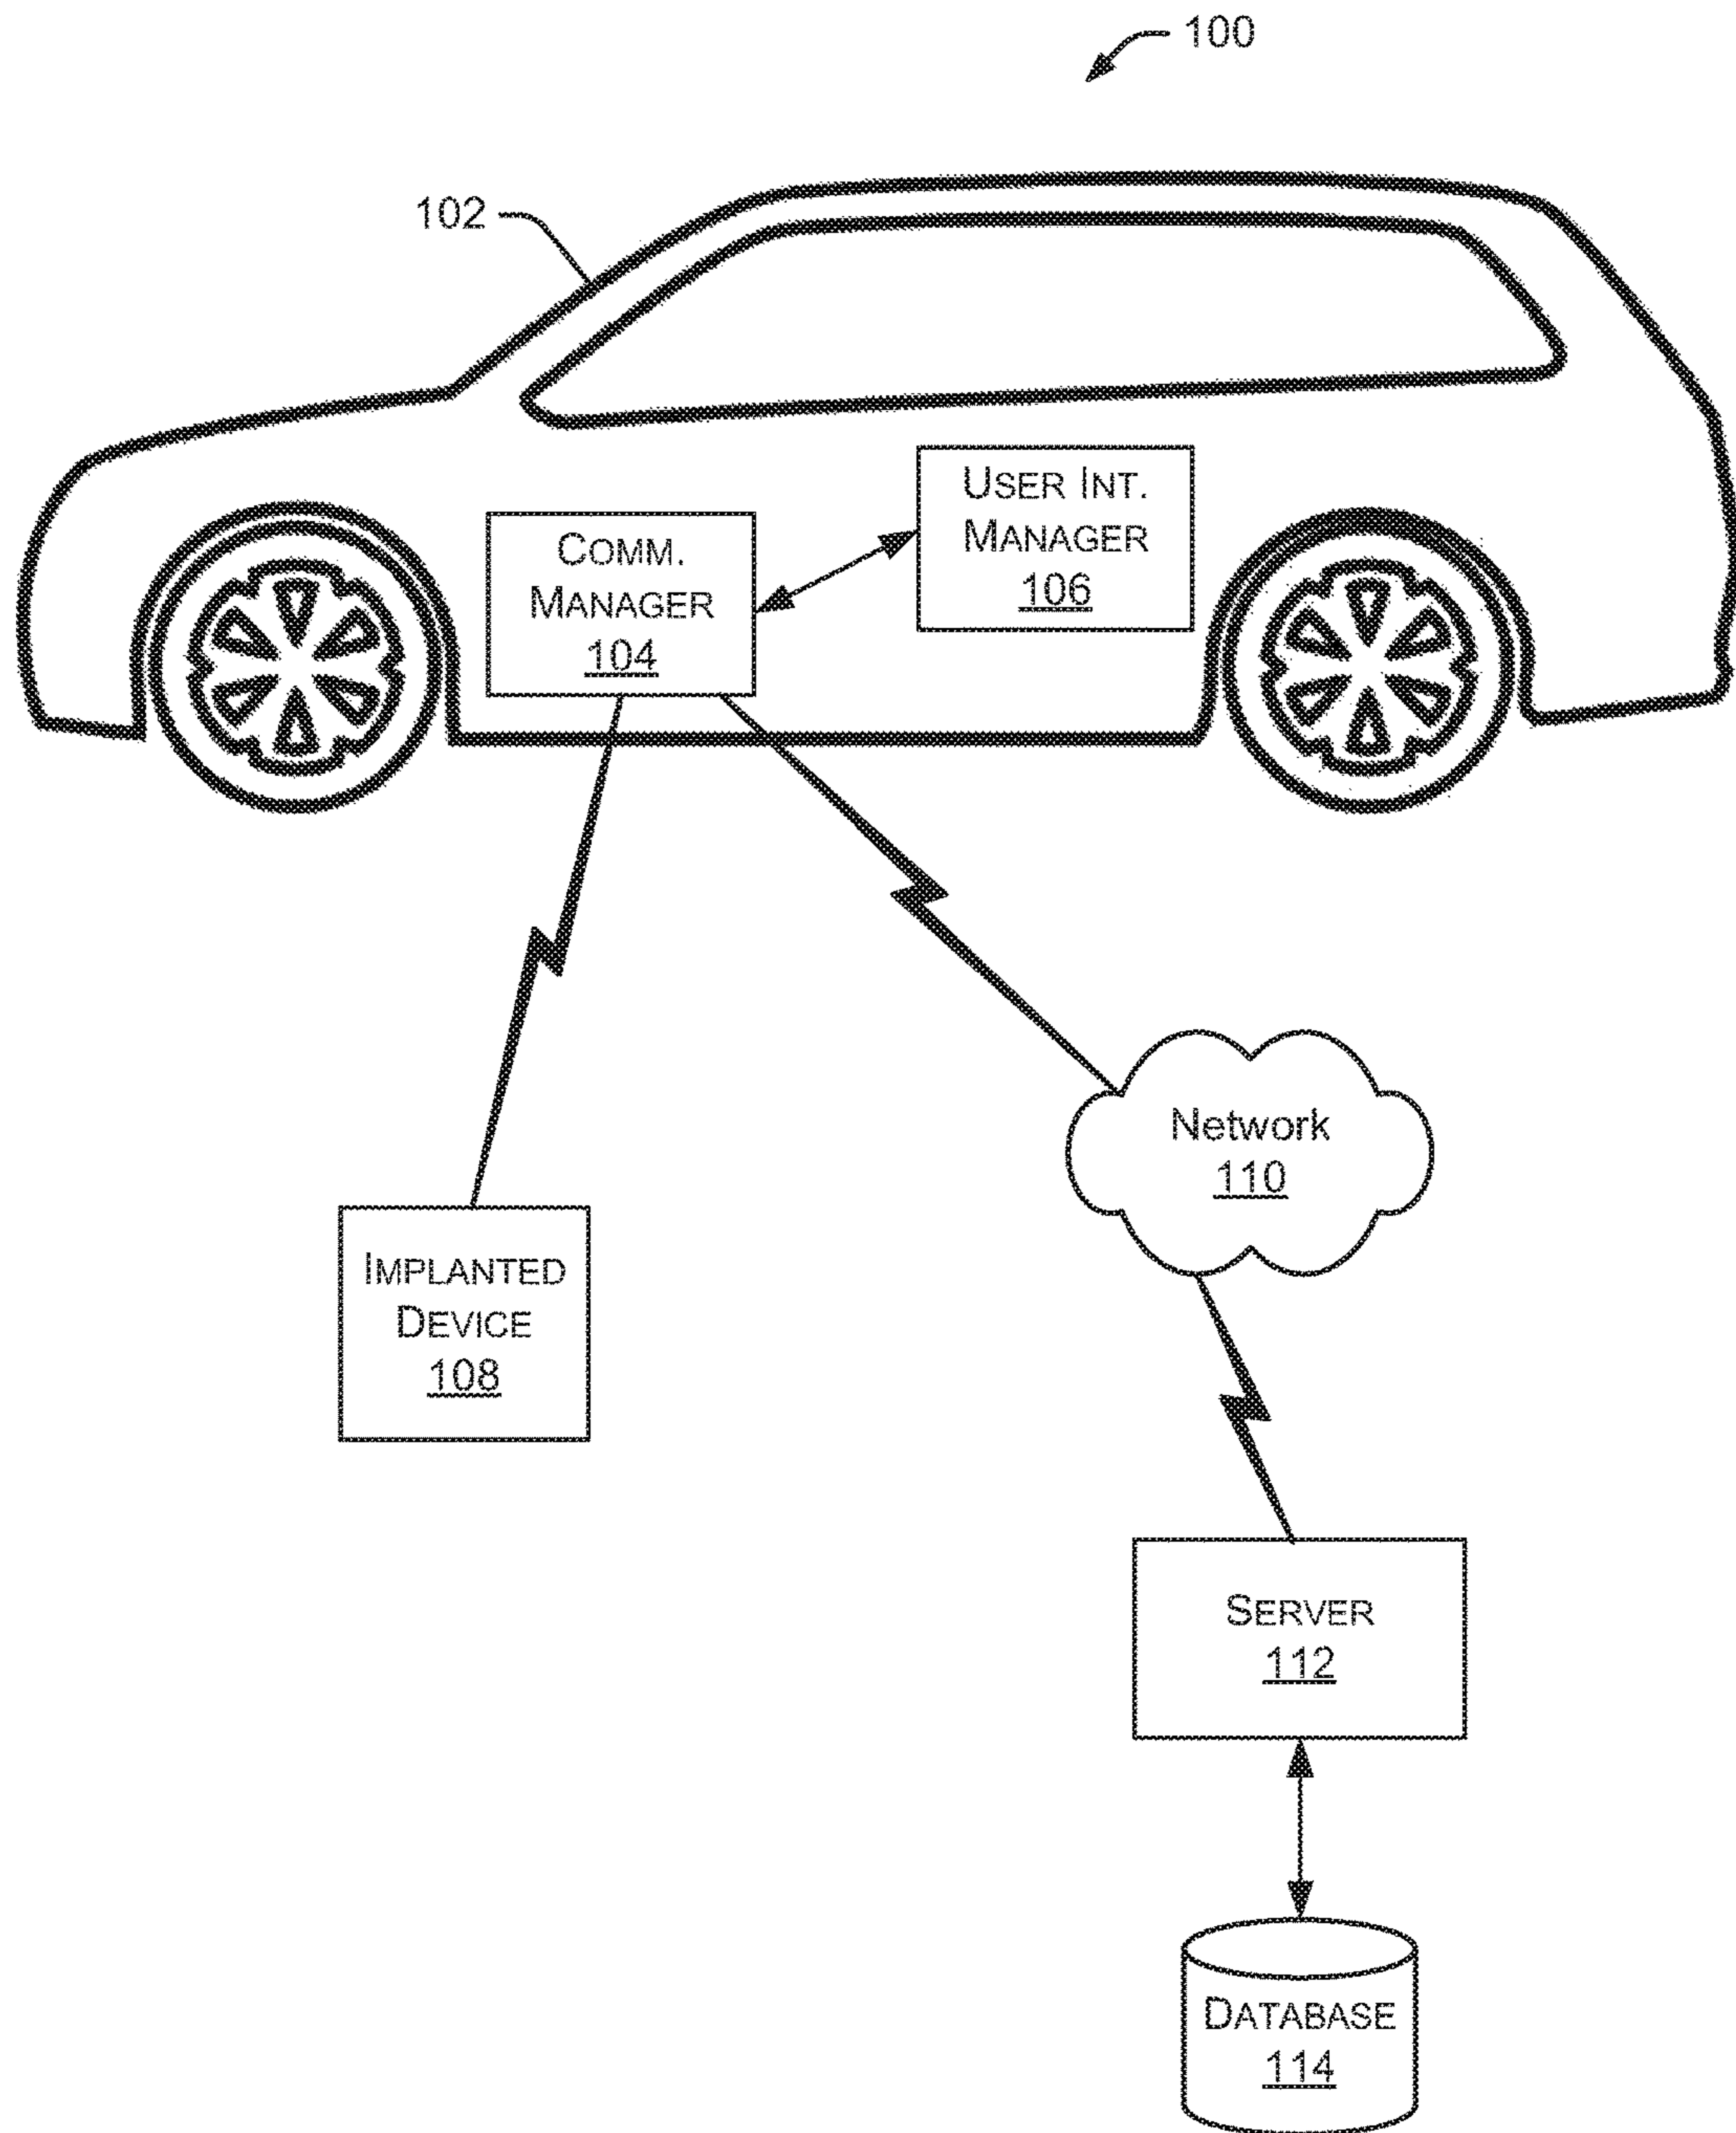 100
102
USER INT.
MANAGER
106
COMM.
MANAGER
104
Network
110
IMPLANTED
DEVICE
108
SERVER
112
DATABASE
114